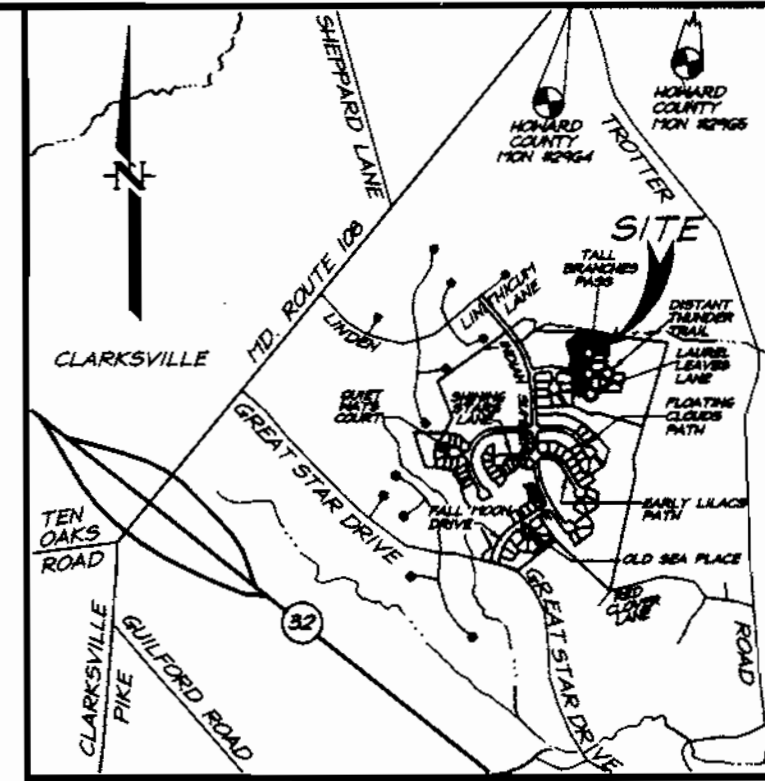 SHEPPARD LANE
HOWARD
COUNTY
MON #29G4
HOWARD
COUNTY
MON #29G5
TROTTER
ROAD
N
SITE
TALL
BRANCHES
PASS
DISTANT
THUNDER
TRAIL
LAUREL
LEAVES
LANE
FLOATING
CLOUDS
PATH
EARLY LILACS
PATH
OLD SEA PLACE
RED
CLOVER
LANE
MD. ROUTE 108
LINTHICUM
LANE
LINDEN
CLARKSVILLE
SHINING
STARS
LANE
COURT
FALL MOON
DRIVE
GREAT STAR DRIVE
GREAT STAR DRIVE
TEN
OAKS
ROAD
32
CLARKSVILLE
PIKE
GUILFORD ROAD